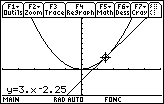 F1▾ F2▾ F3 F4 F5▾ F6▾ F7▾
Tools Zoom Trace ReGraph Math Draw
y=3.x-2.25
MAIN RAD AUTO FUNC